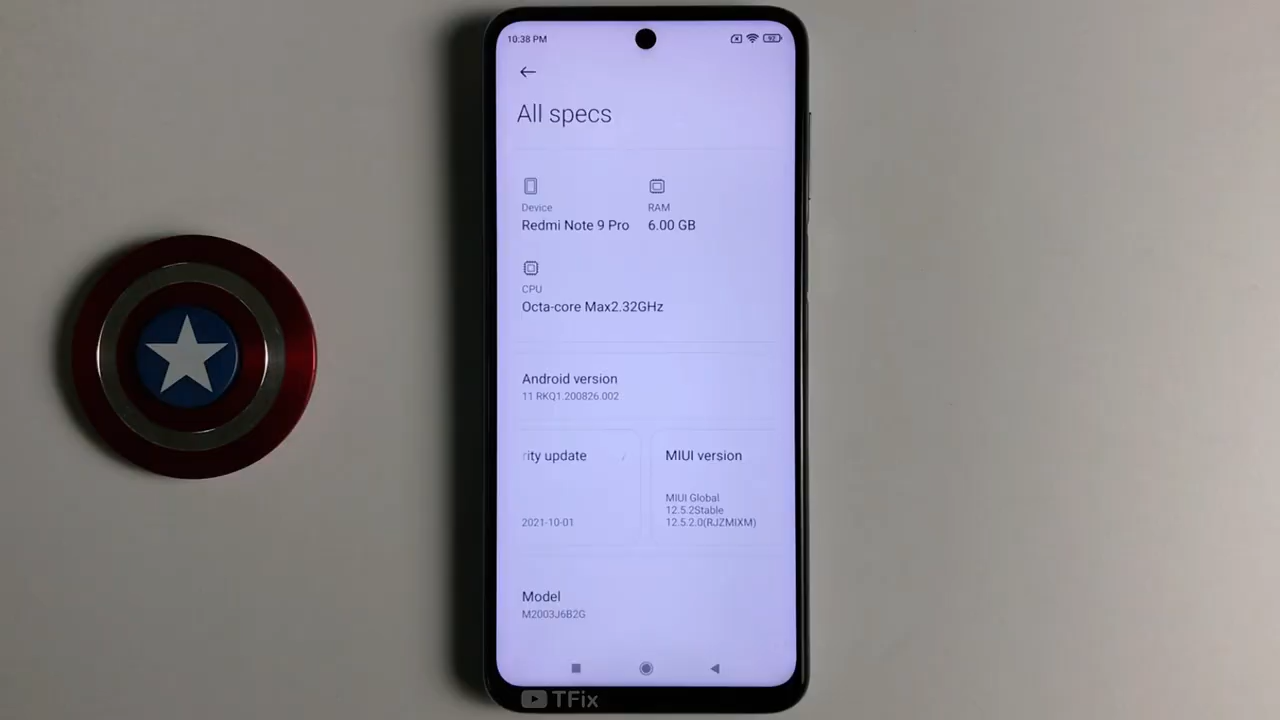 10:38 PM
92
All specs
Device
RAM
Redmi Note 9 Pro
6.00 GB
CPU
Octa-core Max2.32GHz
Android version
11 RKQ1.200826.002
rity update
MIUI version
MIUI Global
12.5.2Stable
2021-10-01
12.5.2.0(RJZMIXM)
Model
M2003J6B2G
TFix